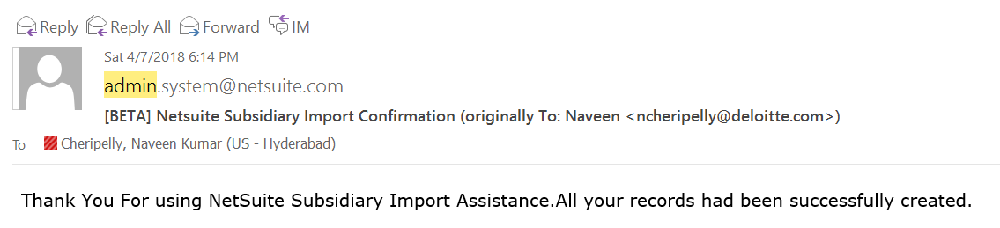 Reply Reply All Forward IM
Sat 4/7/2018 6:14 PM
admin.system@netsuite.com
[BETA] Netsuite Subsidiary Import Confirmation (originally To: Naveen <ncheripelly@deloitte.com>)
To Cheripelly, Naveen Kumar (US - Hyderabad)
Thank You For using NetSuite Subsidiary Import Assistance.All your records had been successfully created.